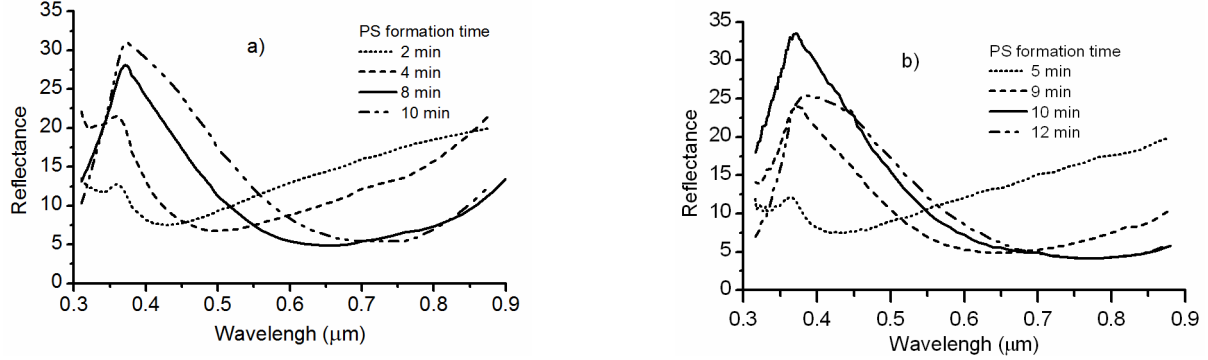 a)
PS formation time
2 min
4 min
8 min
10 min
35
30
25
20
15
10
5
0
Reflectance
0.3 0.4 0.5 0.6 0.7 0.8 0.9
Wavelengh (μm)
b)
PS formation time
5 min
9 min
10 min
12 min
35
30
25
20
15
10
5
0
Reflectance
0.3 0.4 0.5 0.6 0.7 0.8 0.9
Wavelengh (μm)